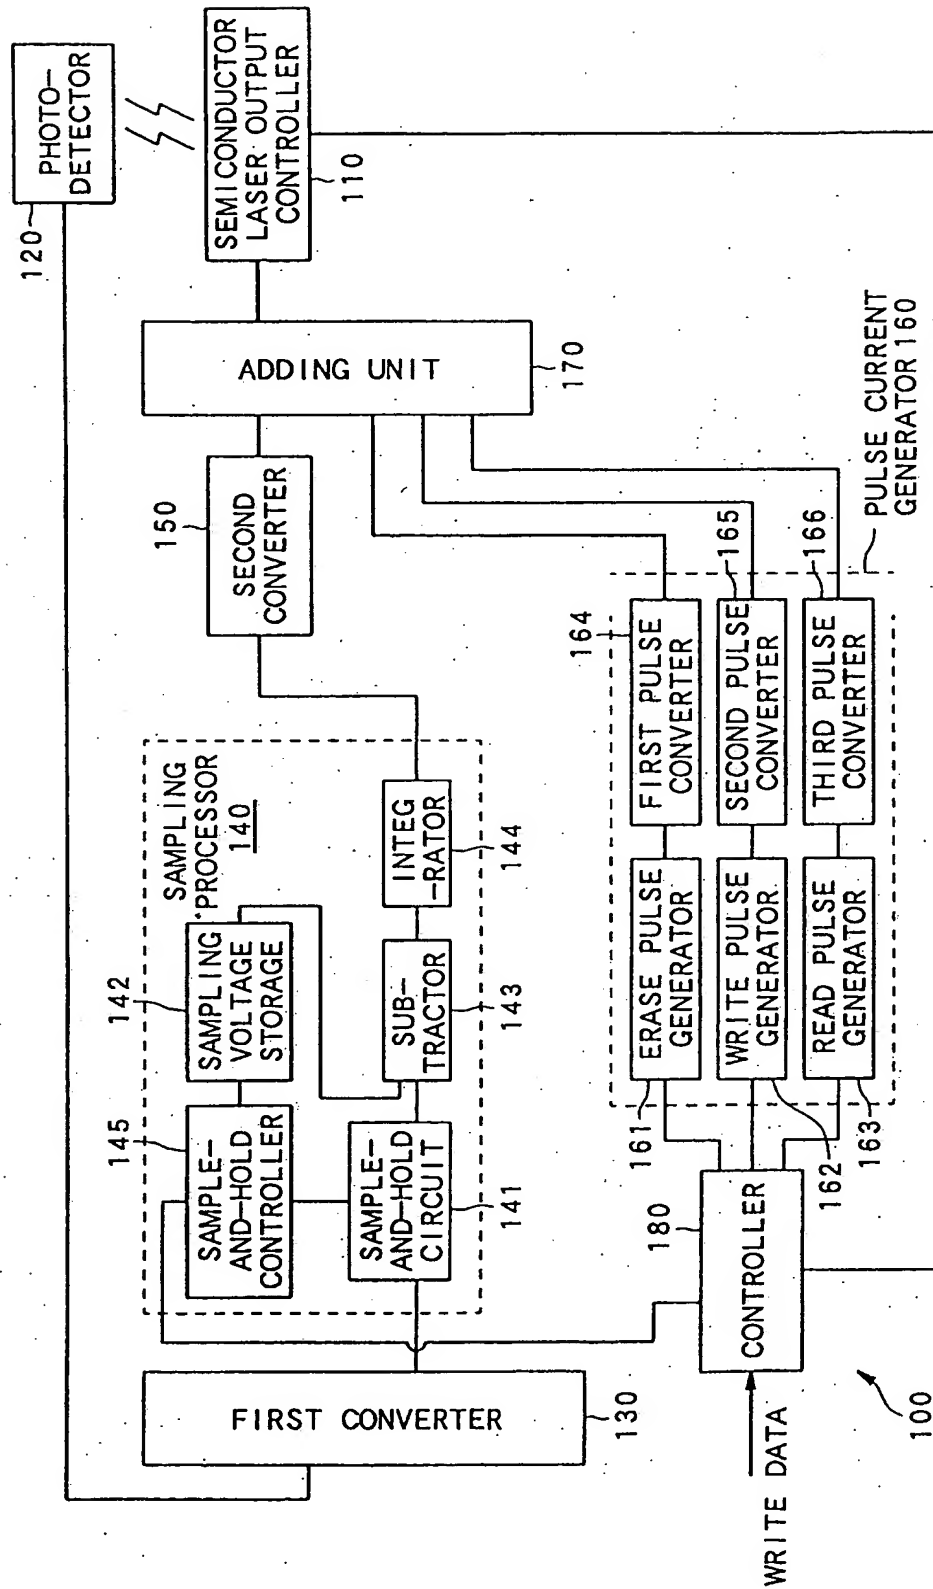 PHOTO-
DETECTOR
120
SEMICONDUCTOR
LASER OUTPUT
CONTROLLER
110
ADDING UNIT
170
150
SECOND
CONVERTER
SAMPLING
PROCESSOR
140
142
SAMPLING
VOLTAGE
STORAGE
145
SAMPLE-
AND-HOLD
CONTROLLER
INTEG
-RATOR
144
SUB-
TRACTOR
143
SAMPLE-
AND-HOLD
CIRCUIT
141
FIRST CONVERTER
130
PULSE CURRENT
GENERATOR 160
164
FIRST PULSE
CONVERTER
165
SECOND PULSE
CONVERTER
166
THIRD PULSE
CONVERTER
ERASE PULSE
GENERATOR
161
WRITE PULSE
GENERATOR
162
READ PULSE
GENERATOR
163
180
CONTROLLER
WRITE DATA
100